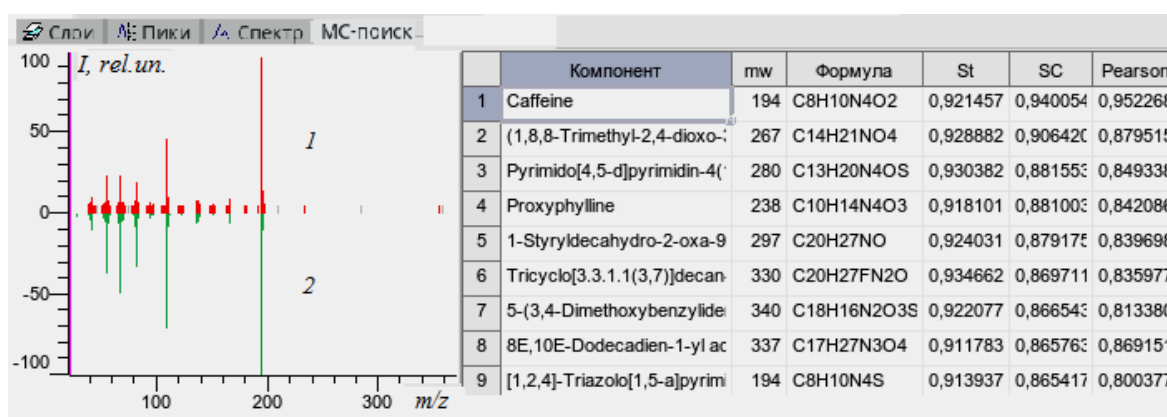 Слои Пики Спектр МС-поиск
I, rel.un.
100
50
0
-50
-100
1
2
100 200 300 m/z
Компонент mw Формула St SC Pearson
1 Caffeine 194 C8H10N4O2 0,921457 0,940054 0,952268
2 (1,8,8-Trimethyl-2,4-dioxo- 267 C14H21NO4 0,928882 0,90642 0,879515
3 Pyrimido[4,5-d]pyrimidin-4( 280 C13H20N4OS 0,930382 0,881553 0,849338
4 Proxyphylline 238 C10H14N4O3 0,918101 0,881003 0,842086
5 1-Styryldecahydro-2-oxa-9 297 C20H27NO 0,924031 0,879175 0,839698
6 Tricyclo[3.3.1.1(3,7)]decan- 330 C20H27FN2O 0,934662 0,869711 0,835977
7 5-(3,4-Dimethoxybenzylide 340 C18H16N2O3S 0,922077 0,866543 0,813380
8 8E,10E-Dodecadien-1-yl ac 337 C17H27N3O4 0,911783 0,865763 0,869151
9 [1,2,4]-Triazolo[1,5-a]pyrimi 194 C8H10N4S 0,913937 0,865417 0,800377